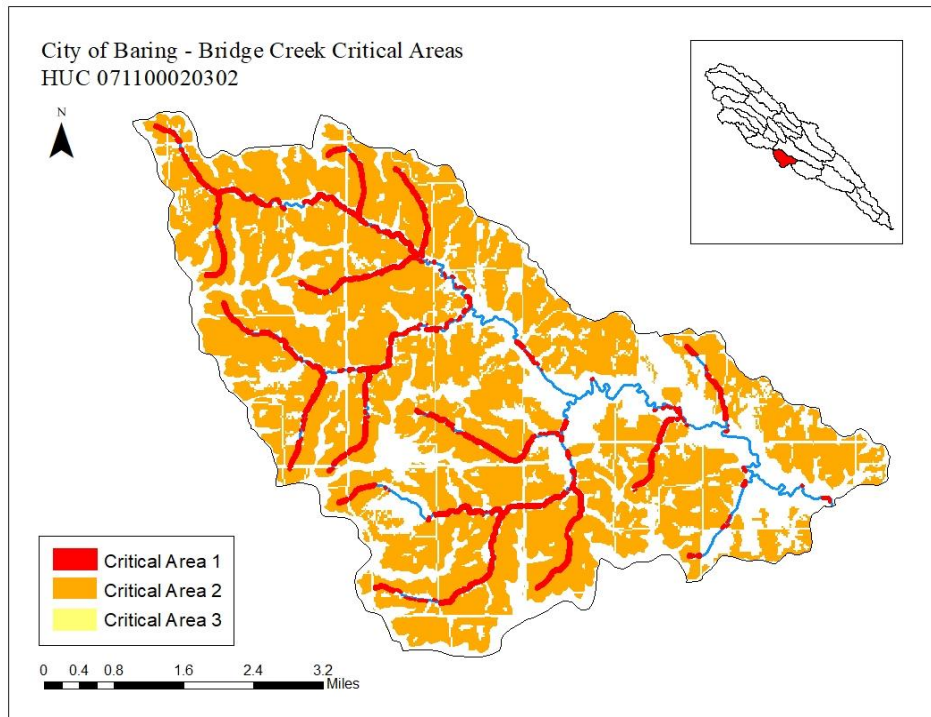 City of Baring - Bridge Creek Critical Areas
HUC 071100020302
N
Critical Area 1
Critical Area 2
Critical Area 3
0 0.4 0.8 1.6 2.4 3.2
Miles